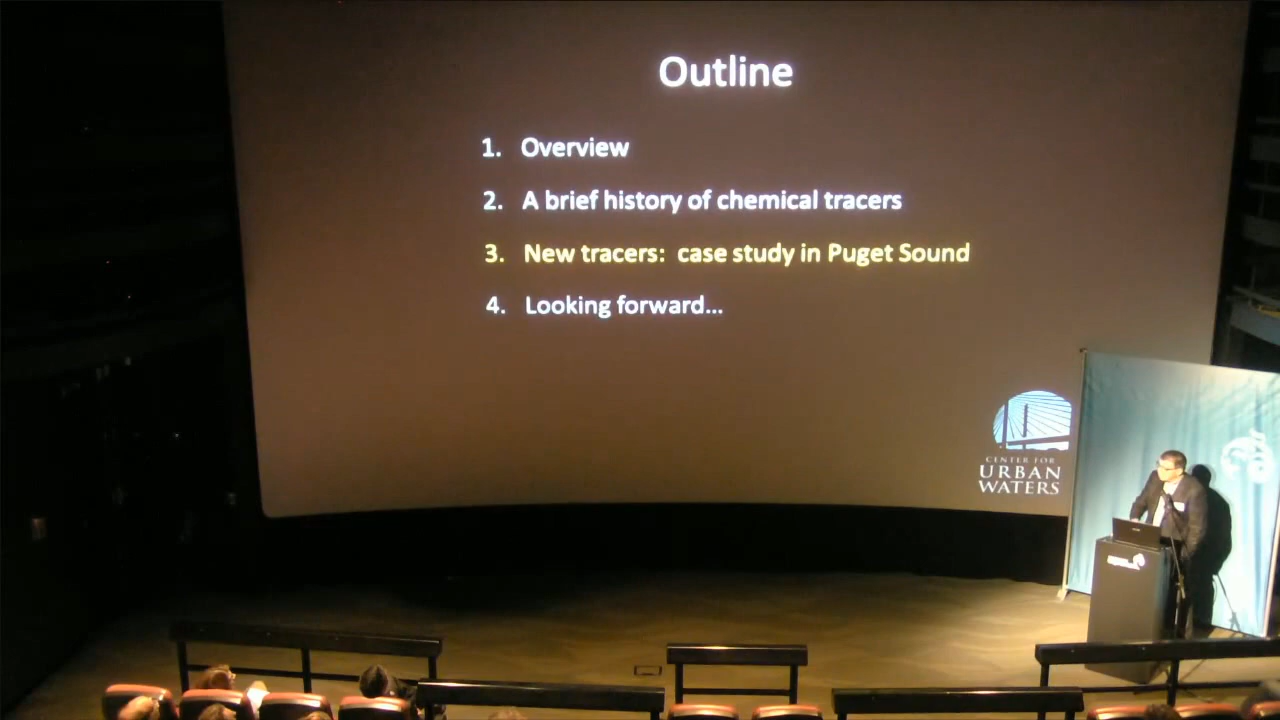 Outline
1. Overview
2. A brief history of chemical tracers
3. New tracers: case study in Puget Sound
4. Looking forward...
CENTER FOR
URBAN
WATERS